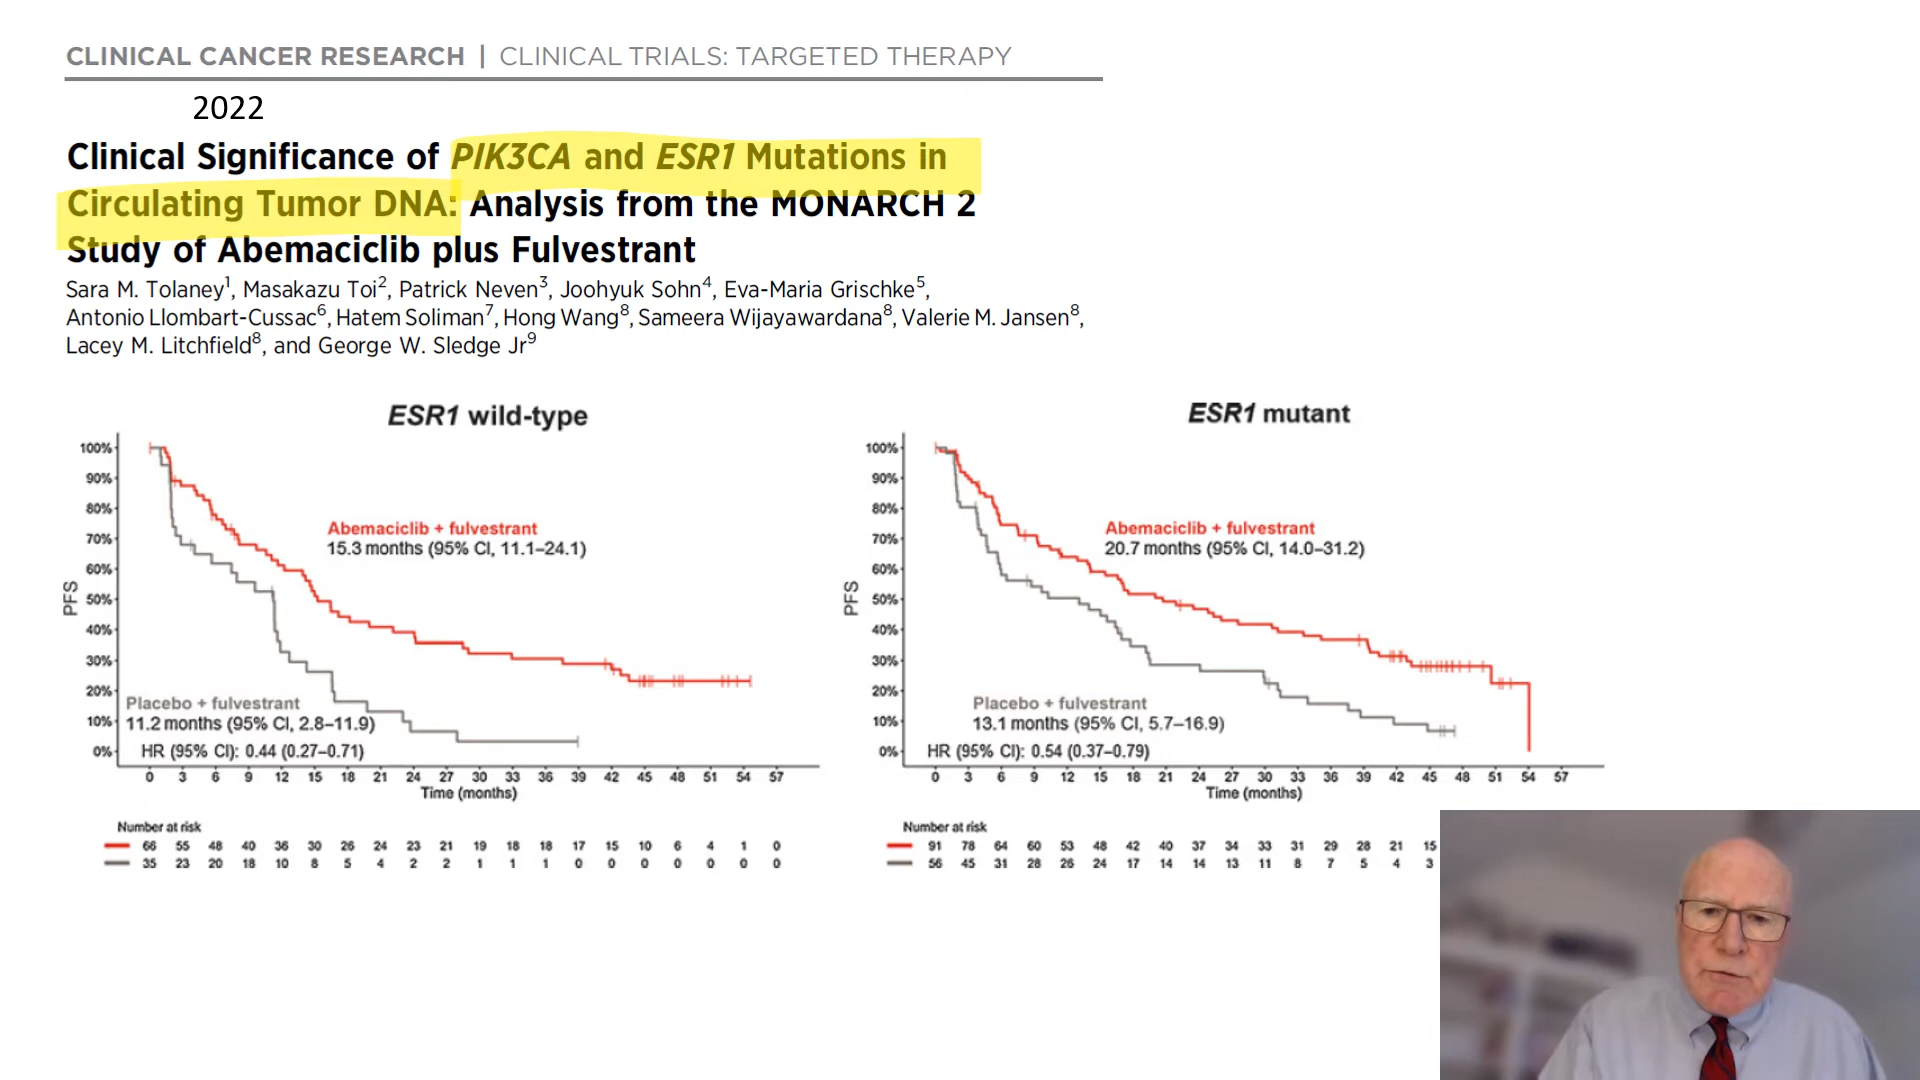 CLINICAL CANCER RESEARCH | CLINICAL TRIALS: TARGETED THERAPY
2022
Clinical Significance of PIK3CA and ESR1 Mutations in
Circulating Tumor DNA: Analysis from the MONARCH 2
Study of Abemaciclib plus Fulvestrant
Sara M. Tolaney1, Masakazu Toi2, Patrick Neven3, Joohyuk Sohn4, Eva-Maria Grischke5,
Antonio Llombart-Cussac6, Hatem Soliman7, Hong Wang8, Sameera Wijayawardana8, Valerie M. Jansen8,
Lacey M. Litchfield8, and George W. Sledge Jr9
ESR1 wild-type
100%
90%
80%
70%
60%
50%
40%
30%
20%
10%
0%
PFS
Abemaciclib + fulvestrant
15.3 months (95% CI, 11.1–24.1)
Placebo + fulvestrant
11.2 months (95% CI, 2.8–11.9)
HR (95% CI): 0.44 (0.27–0.71)
0 3 6 9 12 15 18 21 24 27 30 33 36 39 42 45 48 51 54 57
Time (months)
Number at risk
66 55 48 40 36 30 26 24 23 21 19 18 18 17 15 10 6 4 1 0
35 23 20 18 10 8 5 4 2 2 1 1 1 0 0 0 0 0 0 0
ESR1 mutant
100%
90%
80%
70%
60%
50%
40%
30%
20%
10%
0%
PFS
Abemaciclib + fulvestrant
20.7 months (95% CI, 14.0–31.2)
Placebo + fulvestrant
13.1 months (95% CI, 5.7–16.9)
HR (95% CI): 0.54 (0.37–0.79)
0 3 6 9 12 15 18 21 24 27 30 33 36 39 42 45 48 51 54 57
Time (months)
Number at risk
91 78 64 60 53 48 42 40 37 34 33 31 29 28 21 15
56 45 31 28 26 24 17 14 14 13 11 8 7 5 4 3